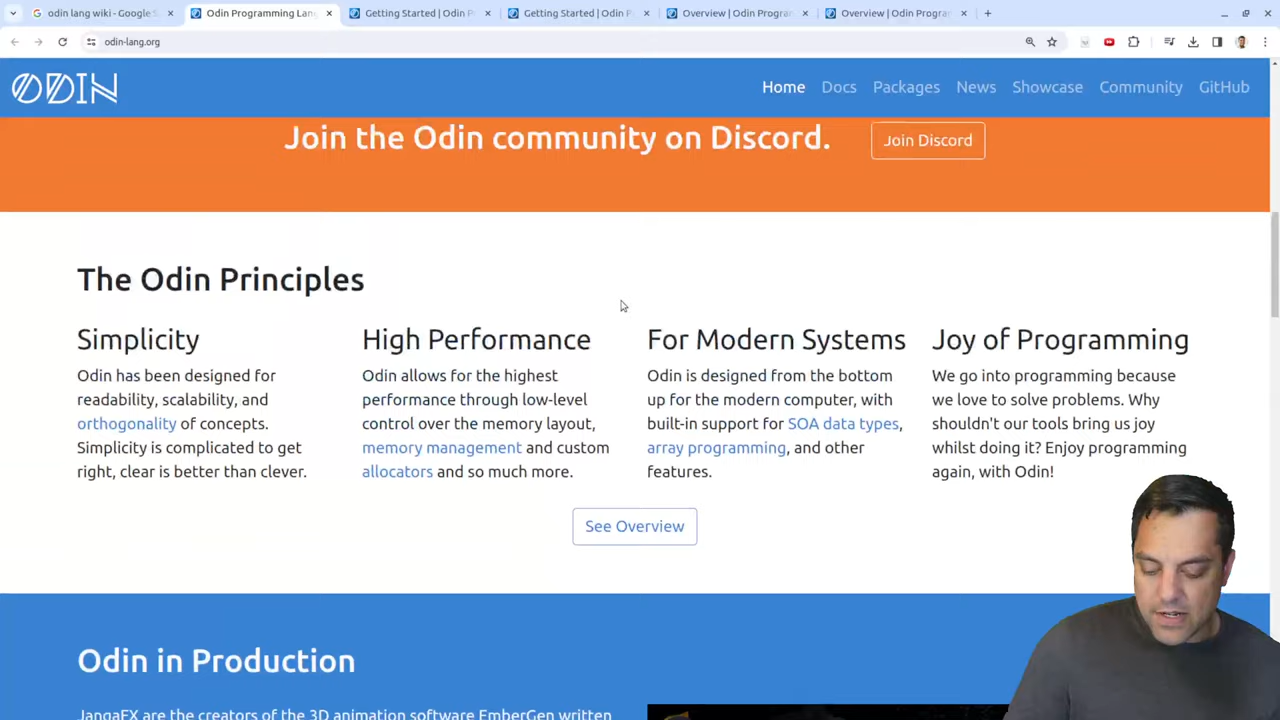 odin lang wiki - Google S
Odin Programming Lan
Getting Started | Odin P
Getting Started | Odin P
Overview | Odin Progra
Overview | Odin Progra
odin-lang.org
ODIN
Home
Docs
Packages
News
Showcase
Community
GitHub
Join the Odin community on Discord.
Join Discord
The Odin Principles
Simplicity
Odin has been designed for
readability, scalability, and
orthogonality of concepts.
Simplicity is complicated to get
right, clear is better than clever.
High Performance
Odin allows for the highest
performance through low-level
control over the memory layout,
memory management and custom
allocators and so much more.
For Modern Systems
Odin is designed from the bottom
up for the modern computer, with
built-in support for SOA data types,
array programming, and other
features.
Joy of Programming
We go into programming because
we love to solve problems. Why
shouldn't our tools bring us joy
whilst doing it? Enjoy programming
again, with Odin!
See Overview
Odin in Production
JangaFX are the creators of the 3D animation software EmberGen written